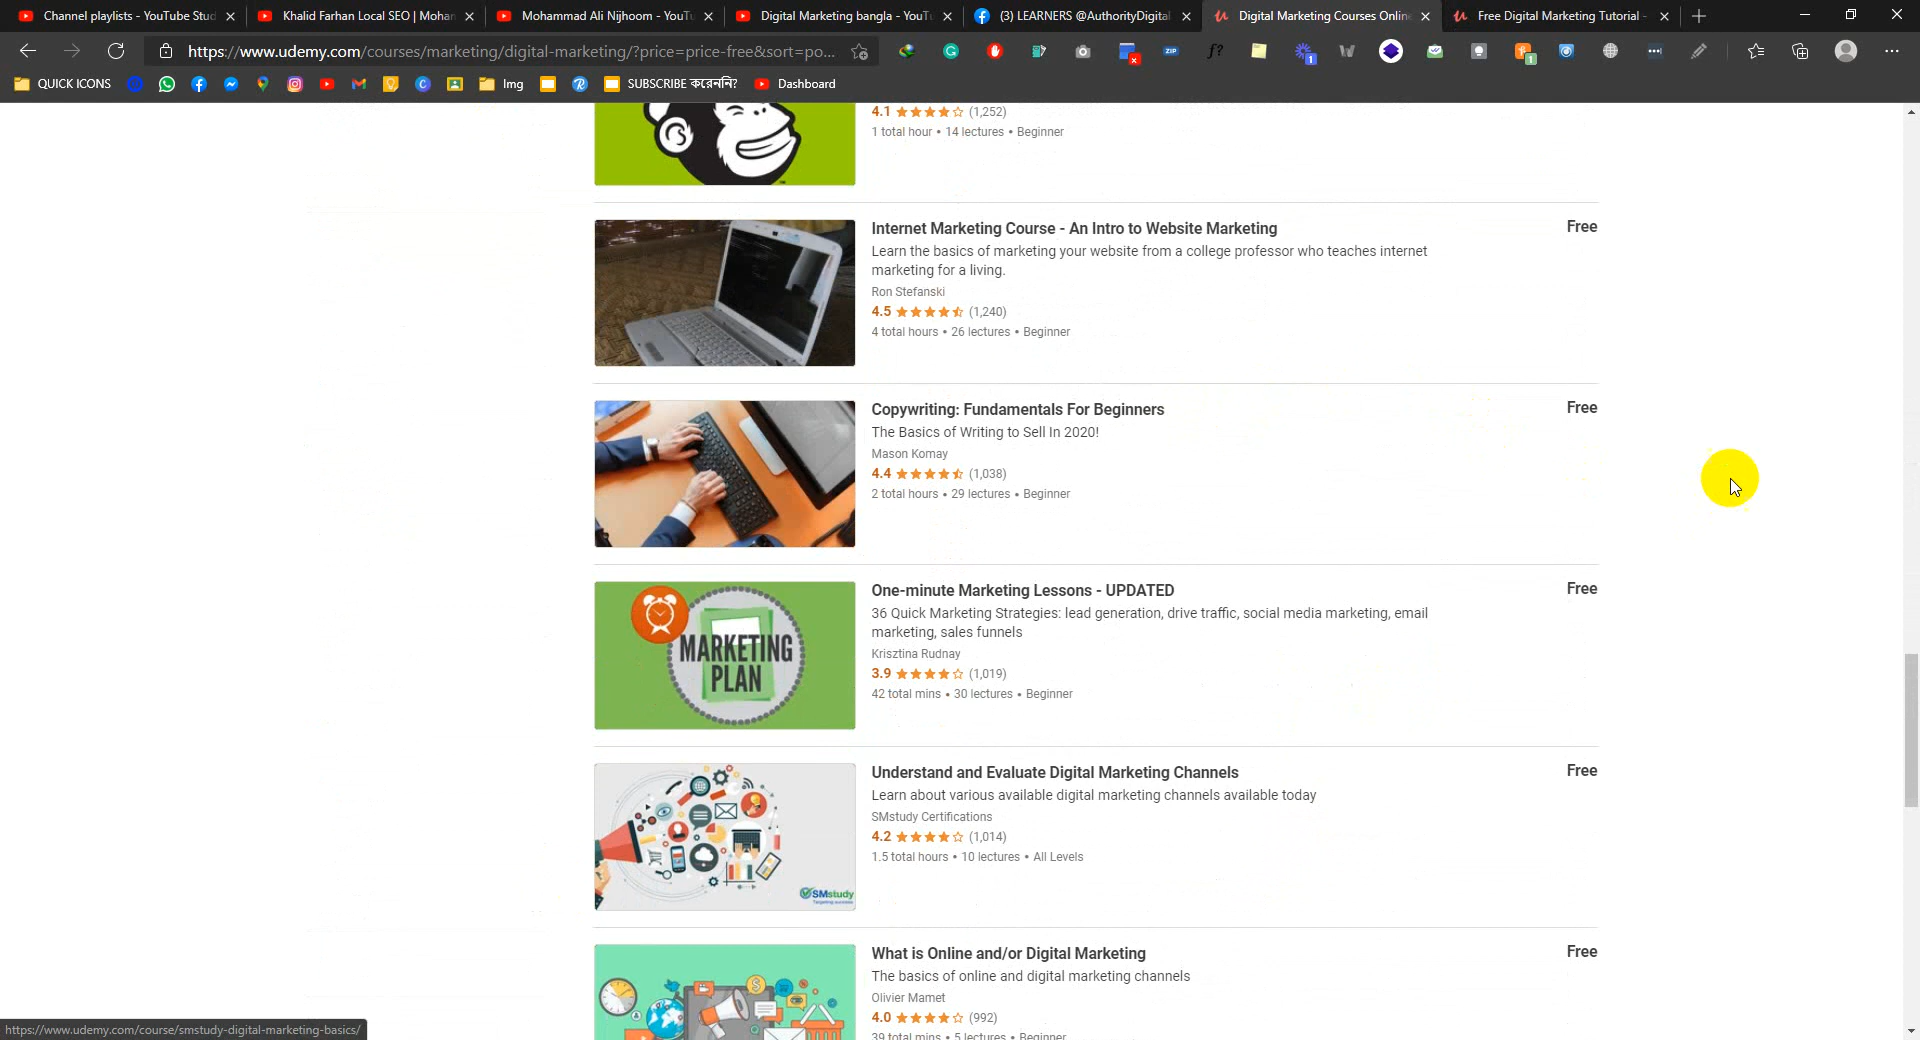 Channel playlists - YouTube Stud
Khalid Farhan Local SEO | Mohan
Mohammad Ali Nijhoom - YouTu
Digital Marketing bangla - YouTu
(3) LEARNERS @AuthorityDigital
Digital Marketing Courses Online
Free Digital Marketing Tutorial -
https://www.udemy.com/courses/marketing/digital-marketing/?price=price-free&sort=po...
QUICK ICONS
Img
SUBSCRIBE করেননি?
Dashboard
4.1 (1,252)
1 total hour • 14 lectures • Beginner
Internet Marketing Course - An Intro to Website Marketing
Free
Learn the basics of marketing your website from a college professor who teaches internet
marketing for a living.
Ron Stefanski
4.5 (1,240)
4 total hours • 26 lectures • Beginner
Copywriting: Fundamentals For Beginners
Free
The Basics of Writing to Sell In 2020!
Mason Komay
4.4 (1,038)
2 total hours • 29 lectures • Beginner
MARKETING
PLAN
One-minute Marketing Lessons - UPDATED
Free
36 Quick Marketing Strategies: lead generation, drive traffic, social media marketing, email
marketing, sales funnels
Krisztina Rudnay
3.9 (1,019)
42 total mins • 30 lectures • Beginner
SMstudy
Understand and Evaluate Digital Marketing Channels
Free
Learn about various available digital marketing channels available today
SMstudy Certifications
4.2 (1,014)
1.5 total hours • 10 lectures • All Levels
What is Online and/or Digital Marketing
Free
The basics of online and digital marketing channels
Olivier Mamet
4.0 (992)
39 total mins • 5 lectures • Beginner
https://www.udemy.com/course/smstudy-digital-marketing-basics/